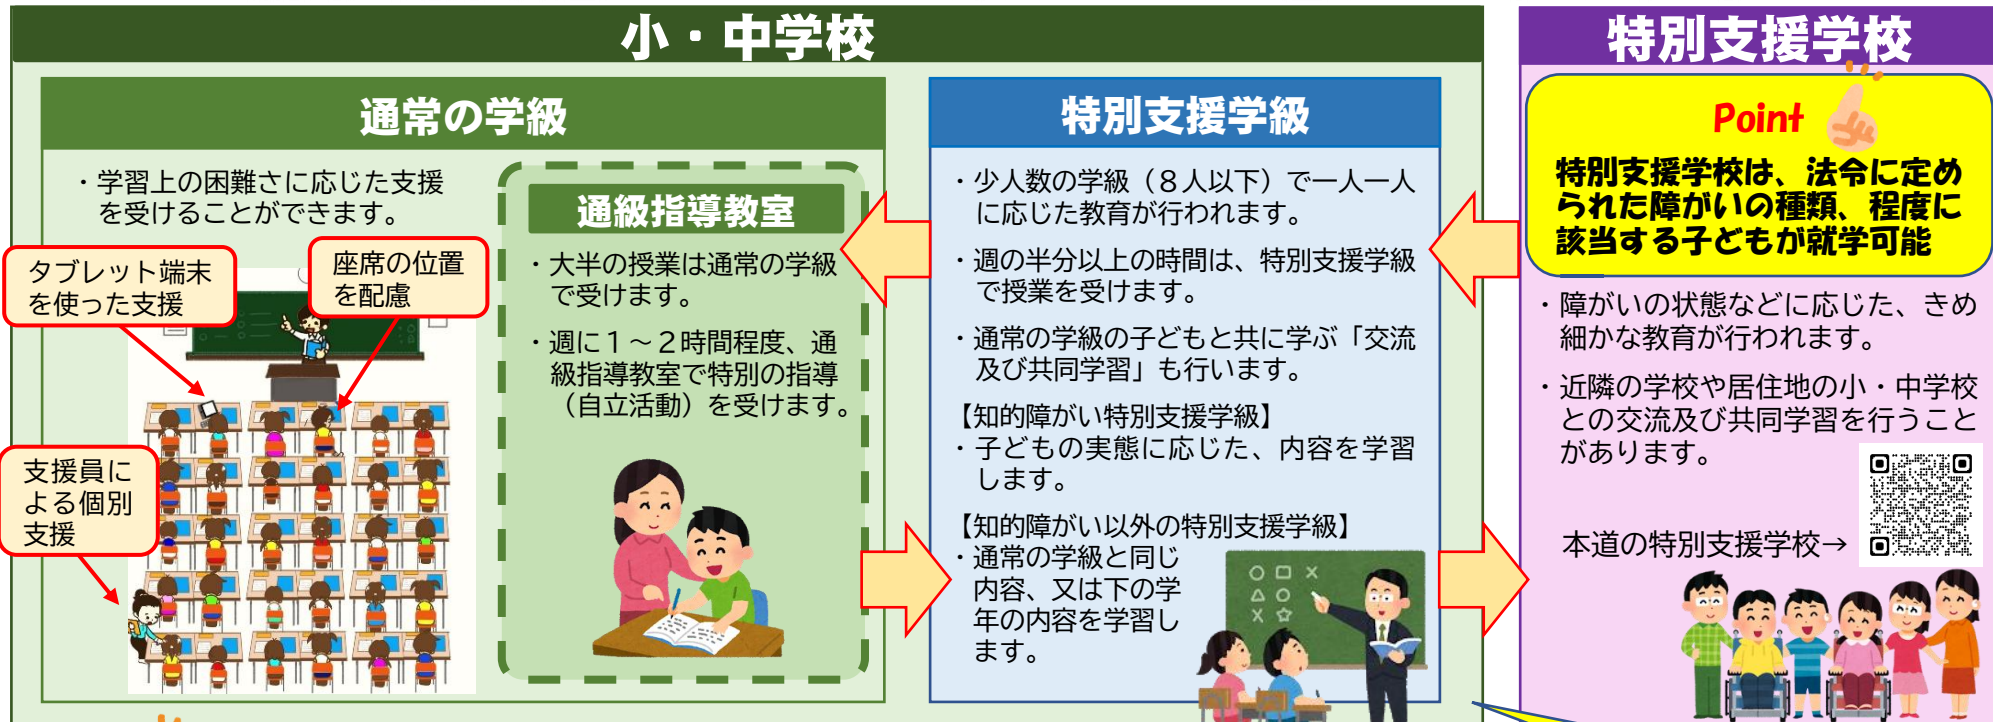 小・中学校
通常の学級
・学習上の困難さに応じた支援
を受けることができます。
タブレット端末
を使った支援
座席の位置
を配慮
支援員に
よる個別
支援
通級指導教室
・大半の授業は通常の学級
で受けます。
・週に１～２時間程度、通
級指導教室で特別の指導
（自立活動）を受けます。
特別支援学級
・少人数の学級（８人以下）で一人一人
に応じた教育が行われます。
・週の半分以上の時間は、特別支援学級
で授業を受けます。
・通常の学級の子どもと共に学ぶ「交流
及び共同学習」も行います。
【知的障がい特別支援学級】
・子どもの実態に応じた、内容を学習
します。
【知的障がい以外の特別支援学級】
・通常の学級と同じ
内容、又は下の学
年の内容を学習し
ます。
特別支援学校
Point
特別支援学校は、法令に定め
られた障がいの種類、程度に
該当する子どもが就学可能
・障がいの状態などに応じた、きめ
細かな教育が行われます。
・近隣の学校や居住地の小・中学校
との交流及び共同学習を行うこと
があります。
本道の特別支援学校→